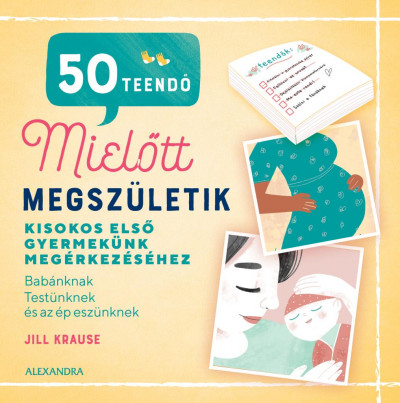 50 TEENDŐ
Mielőtt
MEGSZÜLETIK
KISOKOS ELSŐ
GYERMEKÜNK
MEGÉRKEZÉSÉHEZ
Babánknak
Testünknek
és az ép eszünknek
JILL KRAUSE
ALEXANDRA
teendők: